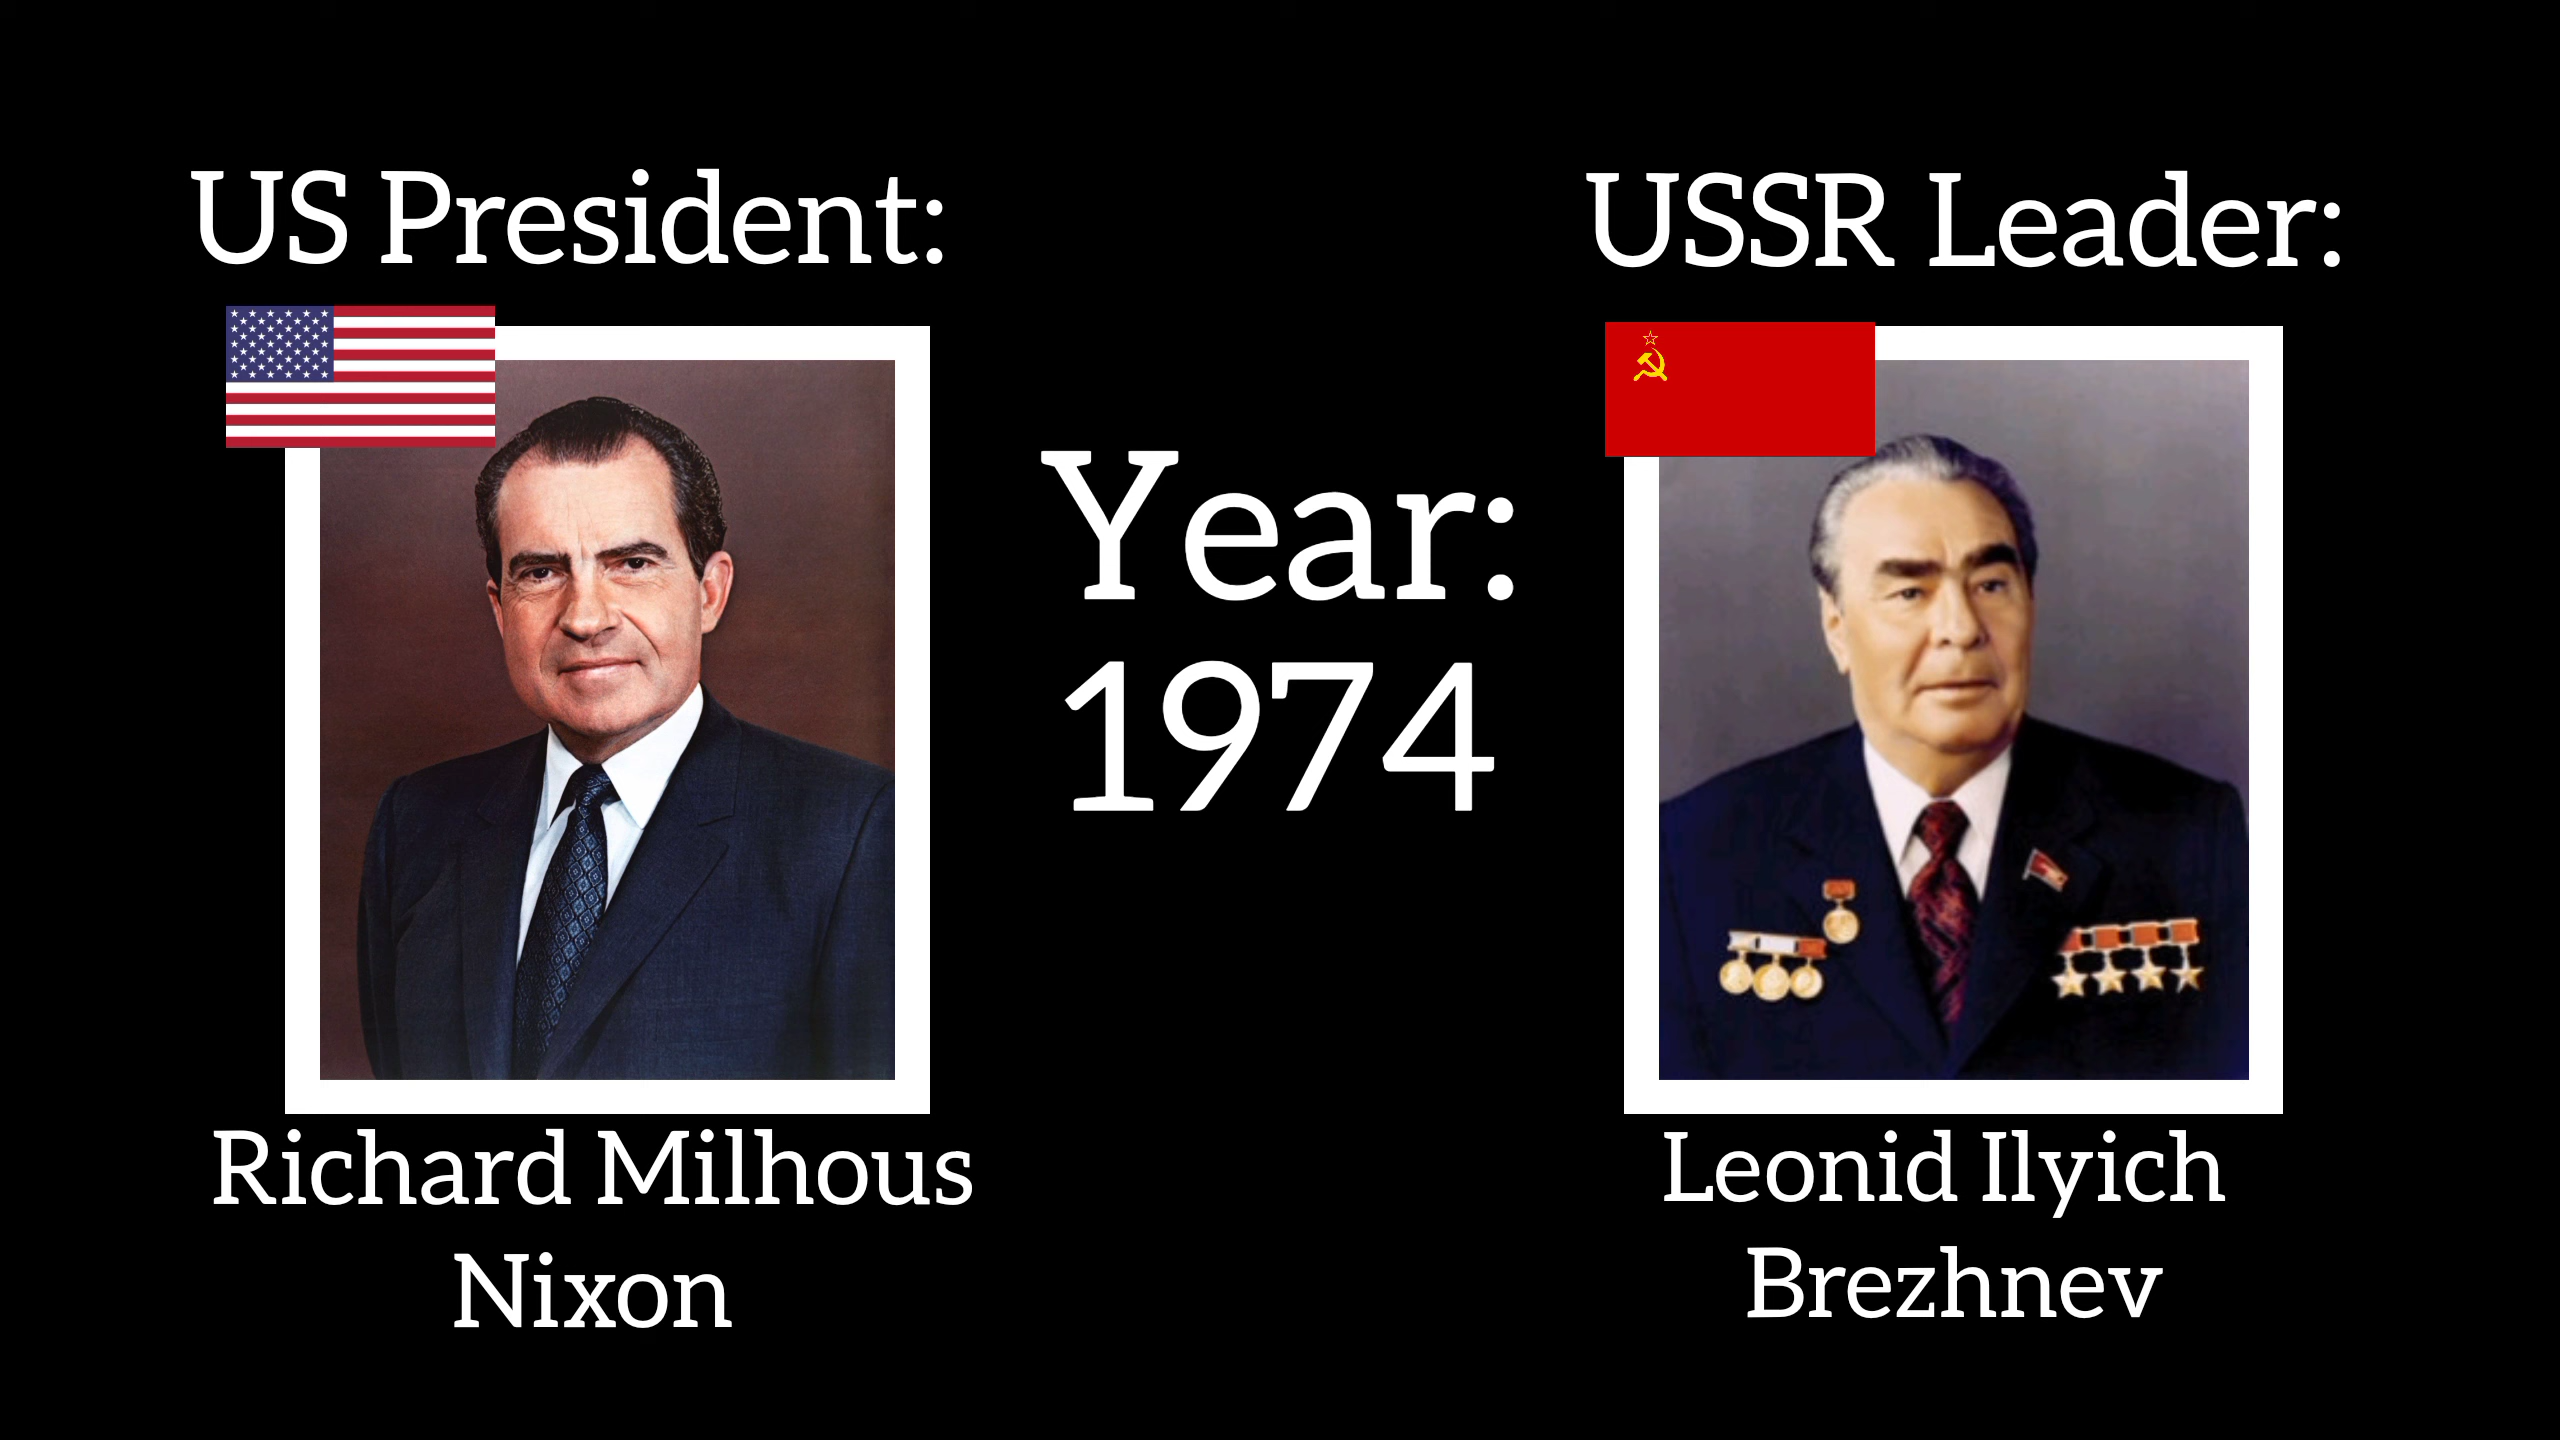 US President:
USSR Leader:
Year:
1974
Richard Milhous
Nixon
Leonid Ilyich
Brezhnev